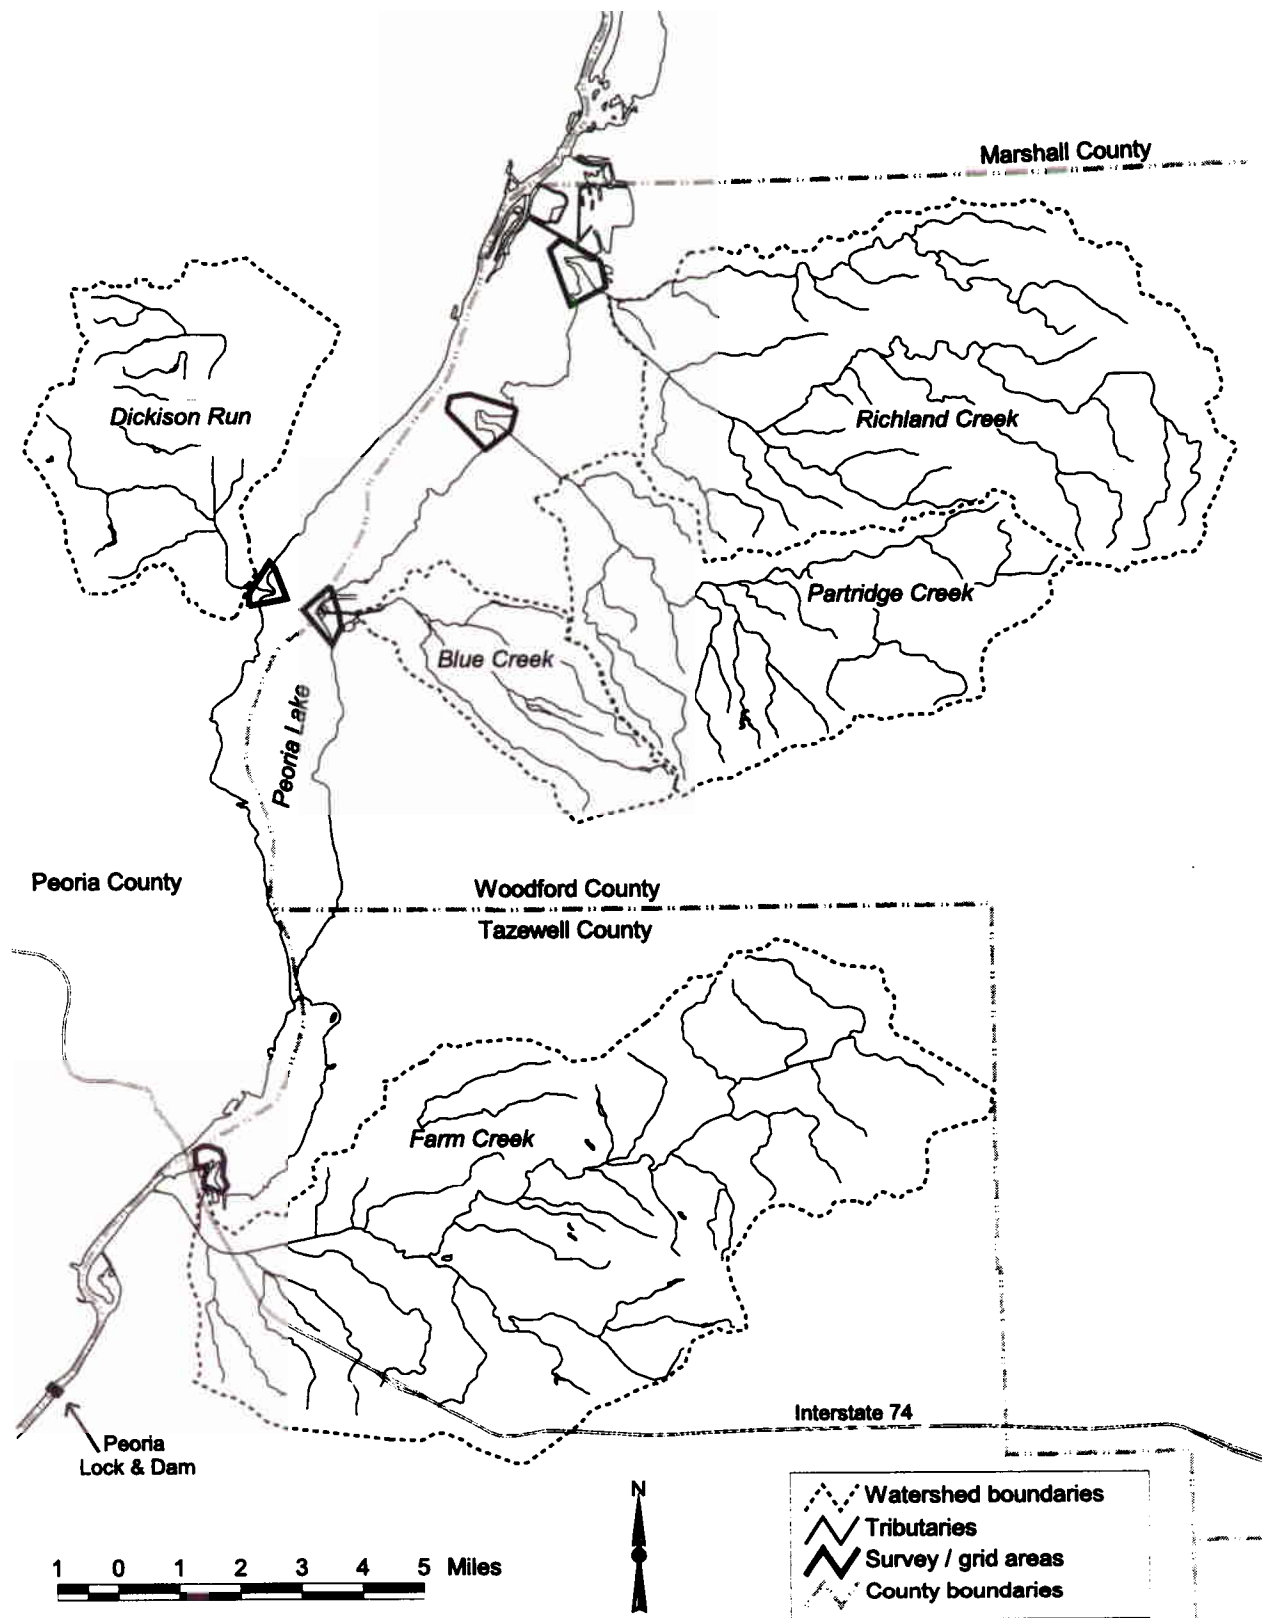 Marshall County
Dickison Run
Richland Creek
Partridge Creek
Blue Creek
Peoria Lake
Peoria County
Woodford County
Tazewell County
Farm Creek
Interstate 74
Peoria
Lock & Dam
N
Watershed boundaries
Tributaries
Survey / grid areas
County boundaries
1 0 1 2 3 4 5 Miles